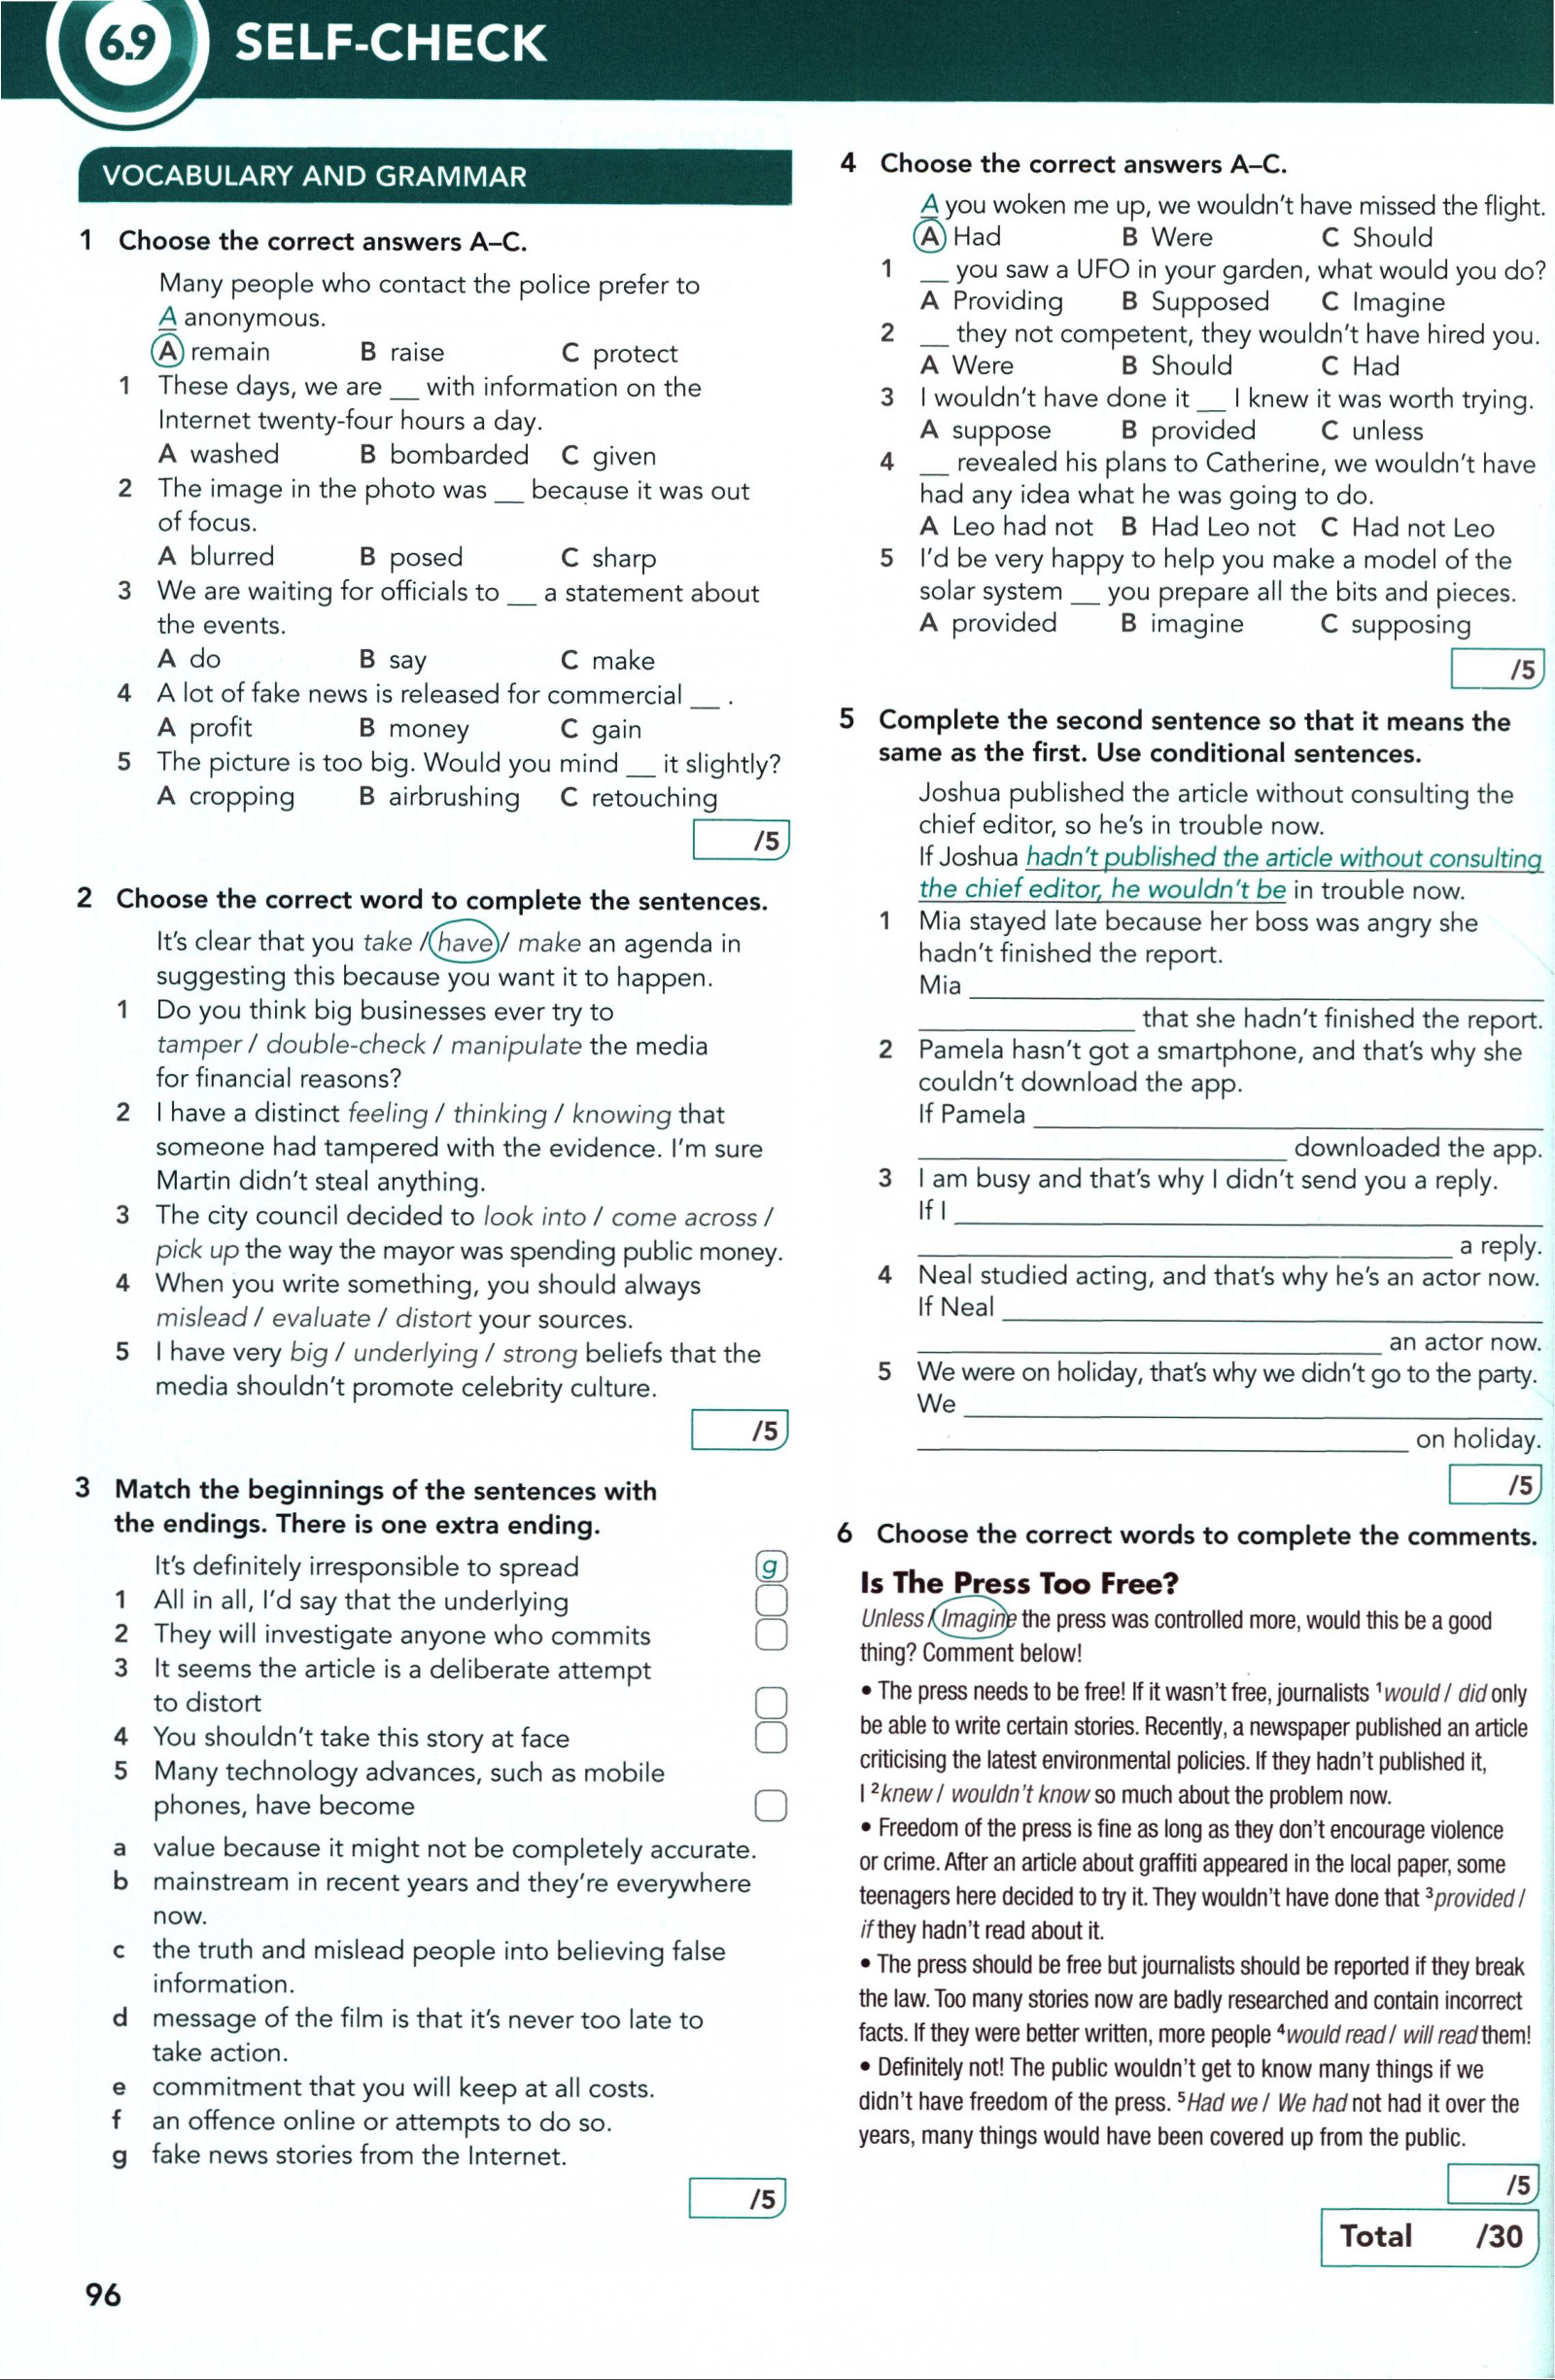 6.9 SELF-CHECK
VOCABULARY AND GRAMMAR
1 Choose the correct answers A–C.
Many people who contact the police prefer to
A anonymous.
A remain B raise C protect
1 These days, we are __ with information on the
Internet twenty-four hours a day.
A washed B bombarded C given
2 The image in the photo was __ because it was out
of focus.
A blurred B posed C sharp
3 We are waiting for officials to __ a statement about
the events.
A do B say C make
4 A lot of fake news is released for commercial __ .
A profit B money C gain
5 The picture is too big. Would you mind __ it slightly?
A cropping B airbrushing C retouching
/5
2 Choose the correct word to complete the sentences.
It's clear that you take / have / make an agenda in
suggesting this because you want it to happen.
1 Do you think big businesses ever try to
tamper / double-check / manipulate the media
for financial reasons?
2 I have a distinct feeling / thinking / knowing that
someone had tampered with the evidence. I'm sure
Martin didn't steal anything.
3 The city council decided to look into / come across /
pick up the way the mayor was spending public money.
4 When you write something, you should always
mislead / evaluate / distort your sources.
5 I have very big / underlying / strong beliefs that the
media shouldn't promote celebrity culture.
/5
3 Match the beginnings of the sentences with
the endings. There is one extra ending.
It's definitely irresponsible to spread g
1 All in all, I'd say that the underlying
2 They will investigate anyone who commits
3 It seems the article is a deliberate attempt
to distort
4 You shouldn't take this story at face
5 Many technology advances, such as mobile
phones, have become
a value because it might not be completely accurate.
b mainstream in recent years and they're everywhere
now.
c the truth and mislead people into believing false
information.
d message of the film is that it's never too late to
take action.
e commitment that you will keep at all costs.
f an offence online or attempts to do so.
g fake news stories from the Internet.
/5
4 Choose the correct answers A–C.
A you woken me up, we wouldn't have missed the flight.
A Had B Were C Should
1 __ you saw a UFO in your garden, what would you do?
A Providing B Supposed C Imagine
2 __ they not competent, they wouldn't have hired you.
A Were B Should C Had
3 I wouldn't have done it __ I knew it was worth trying.
A suppose B provided C unless
4 __ revealed his plans to Catherine, we wouldn't have
had any idea what he was going to do.
A Leo had not B Had Leo not C Had not Leo
5 I'd be very happy to help you make a model of the
solar system __ you prepare all the bits and pieces.
A provided B imagine C supposing
/5
5 Complete the second sentence so that it means the
same as the first. Use conditional sentences.
Joshua published the article without consulting the
chief editor, so he's in trouble now.
If Joshua hadn't published the article without consulting
the chief editor, he wouldn't be in trouble now.
1 Mia stayed late because her boss was angry she
hadn't finished the report.
Mia ____
____ that she hadn't finished the report.
2 Pamela hasn't got a smartphone, and that's why she
couldn't download the app.
If Pamela ____
____ downloaded the app.
3 I am busy and that's why I didn't send you a reply.
If I ____
____ a reply.
4 Neal studied acting, and that's why he's an actor now.
If Neal ____
____ an actor now.
5 We were on holiday, that's why we didn't go to the party.
We ____
____ on holiday.
/5
6 Choose the correct words to complete the comments.
Is The Press Too Free?
Unless / Imagine the press was controlled more, would this be a good
thing? Comment below!
• The press needs to be free! If it wasn't free, journalists ¹would / did only
be able to write certain stories. Recently, a newspaper published an article
criticising the latest environmental policies. If they hadn't published it,
I ²knew / wouldn't know so much about the problem now.
• Freedom of the press is fine as long as they don't encourage violence
or crime. After an article about graffiti appeared in the local paper, some
teenagers here decided to try it. They wouldn't have done that ³provided /
if they hadn't read about it.
• The press should be free but journalists should be reported if they break
the law. Too many stories now are badly researched and contain incorrect
facts. If they were better written, more people ⁴would read / will read them!
• Definitely not! The public wouldn't get to know many things if we
didn't have freedom of the press. ⁵Had we / We had not had it over the
years, many things would have been covered up from the public.
/5
Total /30
96